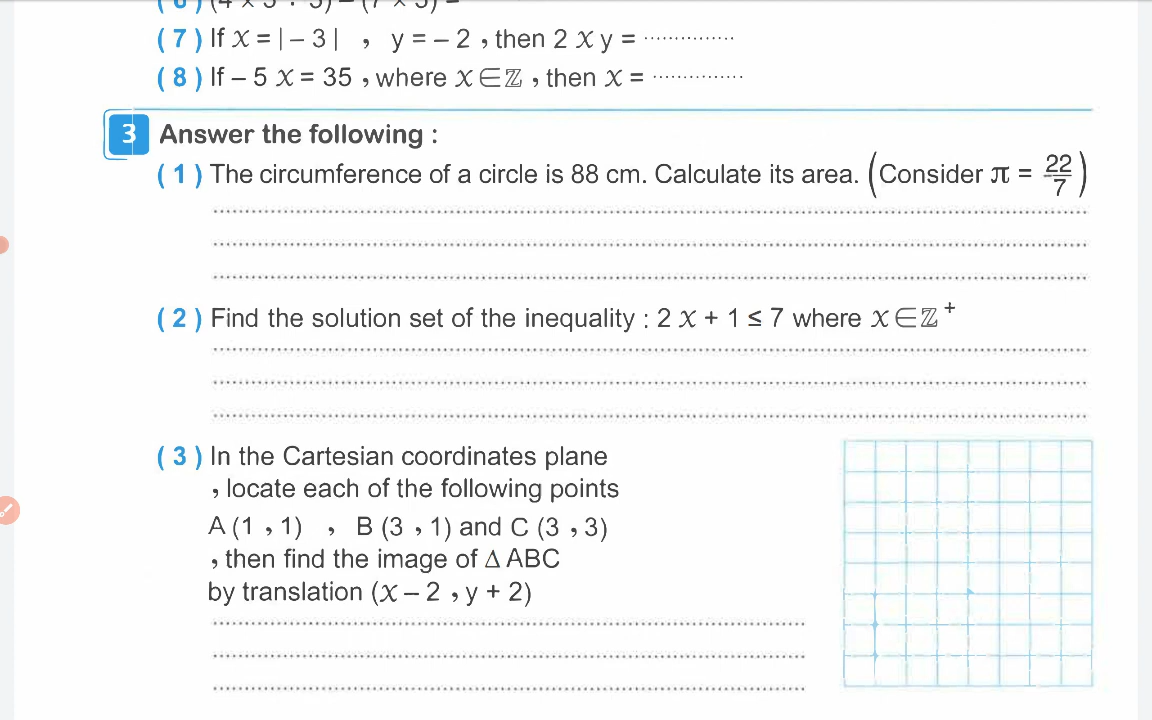 ( 7 ) If x = | – 3 | , y = – 2 , then 2 x y = ...............
( 8 ) If – 5 x = 35 , where x ∈ ℤ , then x = ...............
3 Answer the following :
( 1 ) The circumference of a circle is 88 cm. Calculate its area. (Consider π = 22/7)
( 2 ) Find the solution set of the inequality : 2 x + 1 ≤ 7 where x ∈ ℤ⁺
( 3 ) In the Cartesian coordinates plane
, locate each of the following points
A (1 , 1) , B (3 , 1) and C (3 , 3)
, then find the image of Δ ABC
by translation (x – 2 , y + 2)